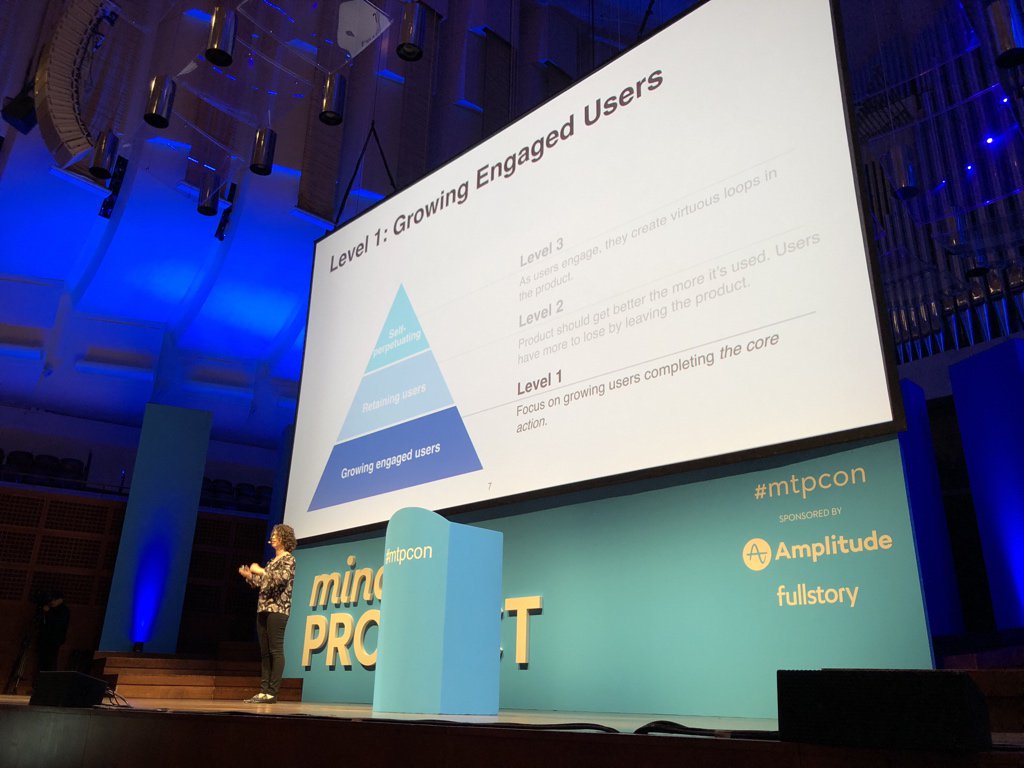 Level 1: Growing Engaged Users
Self-
perpetuating
Retaining users
Growing engaged users
Level 3
As users engage, they create virtuous loops in
the product.
Level 2
Product should get better the more it's used. Users
have more to lose by leaving the product.
Level 1
Focus on growing users completing the core
action.
7
#mtpcon
SPONSORED BY
Amplitude
fullstory
#mtpcon
min
PRO T